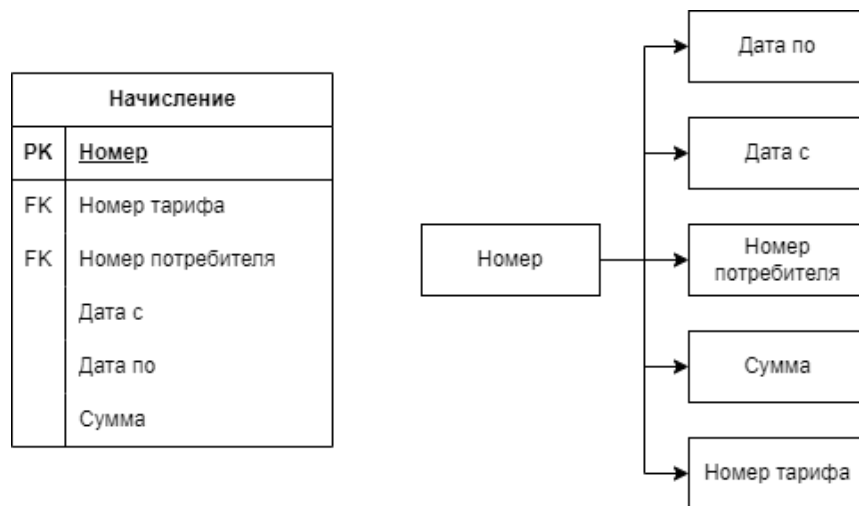 Начисление
PK Номер
FK Номер тарифа
FK Номер потребителя
Дата с
Дата по
Сумма
Номер
Дата по
Дата с
Номер
потребителя
Сумма
Номер тарифа